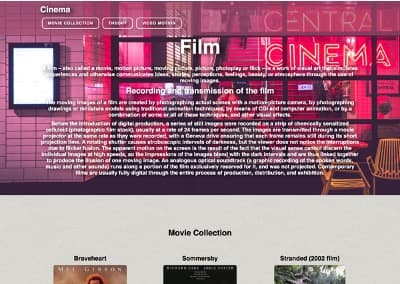 Cinema
MOVIE COLLECTION THEORY VIDEO MOTION
CENTRAL
CINEMA
Film
A film – also called a movie, motion picture, moving picture, picture, photoplay or flick – is a work of visual art that simulates
experiences and otherwise communicates ideas, stories, perceptions, feelings, beauty, or atmosphere through the use of
moving images.
Recording and transmission of the film
The moving images of a film are created by photographing actual scenes with a motion-picture camera, by photographing
drawings or miniature models using traditional animation techniques, by means of CGI and computer animation, or by a
combination of some or all of these techniques, and other visual effects.
Before the introduction of digital production, a series of still images were recorded on a strip of chemically sensitized
celluloid (photographic film stock), usually at a rate of 24 frames per second. The images are transmitted through a movie
projector at the same rate as they were recorded, with a Geneva drive ensuring that each frame remains still during its short
projection time. A rotating shutter causes stroboscopic intervals of darkness, but the viewer does not notice the interruptions
due to flicker fusion. The apparent motion on the screen is the result of the fact that the visual sense cannot discern the
individual images at high speeds, so the impressions of the images blend with the dark intervals and are thus linked together
to produce the illusion of one moving image. An analogous optical soundtrack (a graphic recording of the spoken words,
music and other sounds) runs along a portion of the film exclusively reserved for it, and was not projected. Contemporary
films are usually fully digital through the entire process of production, distribution, and exhibition.
Movie Collection
Braveheart Sommersby Stranded (2002 film)
MEL GIBSON RICHARD GERE JODIE FOSTER